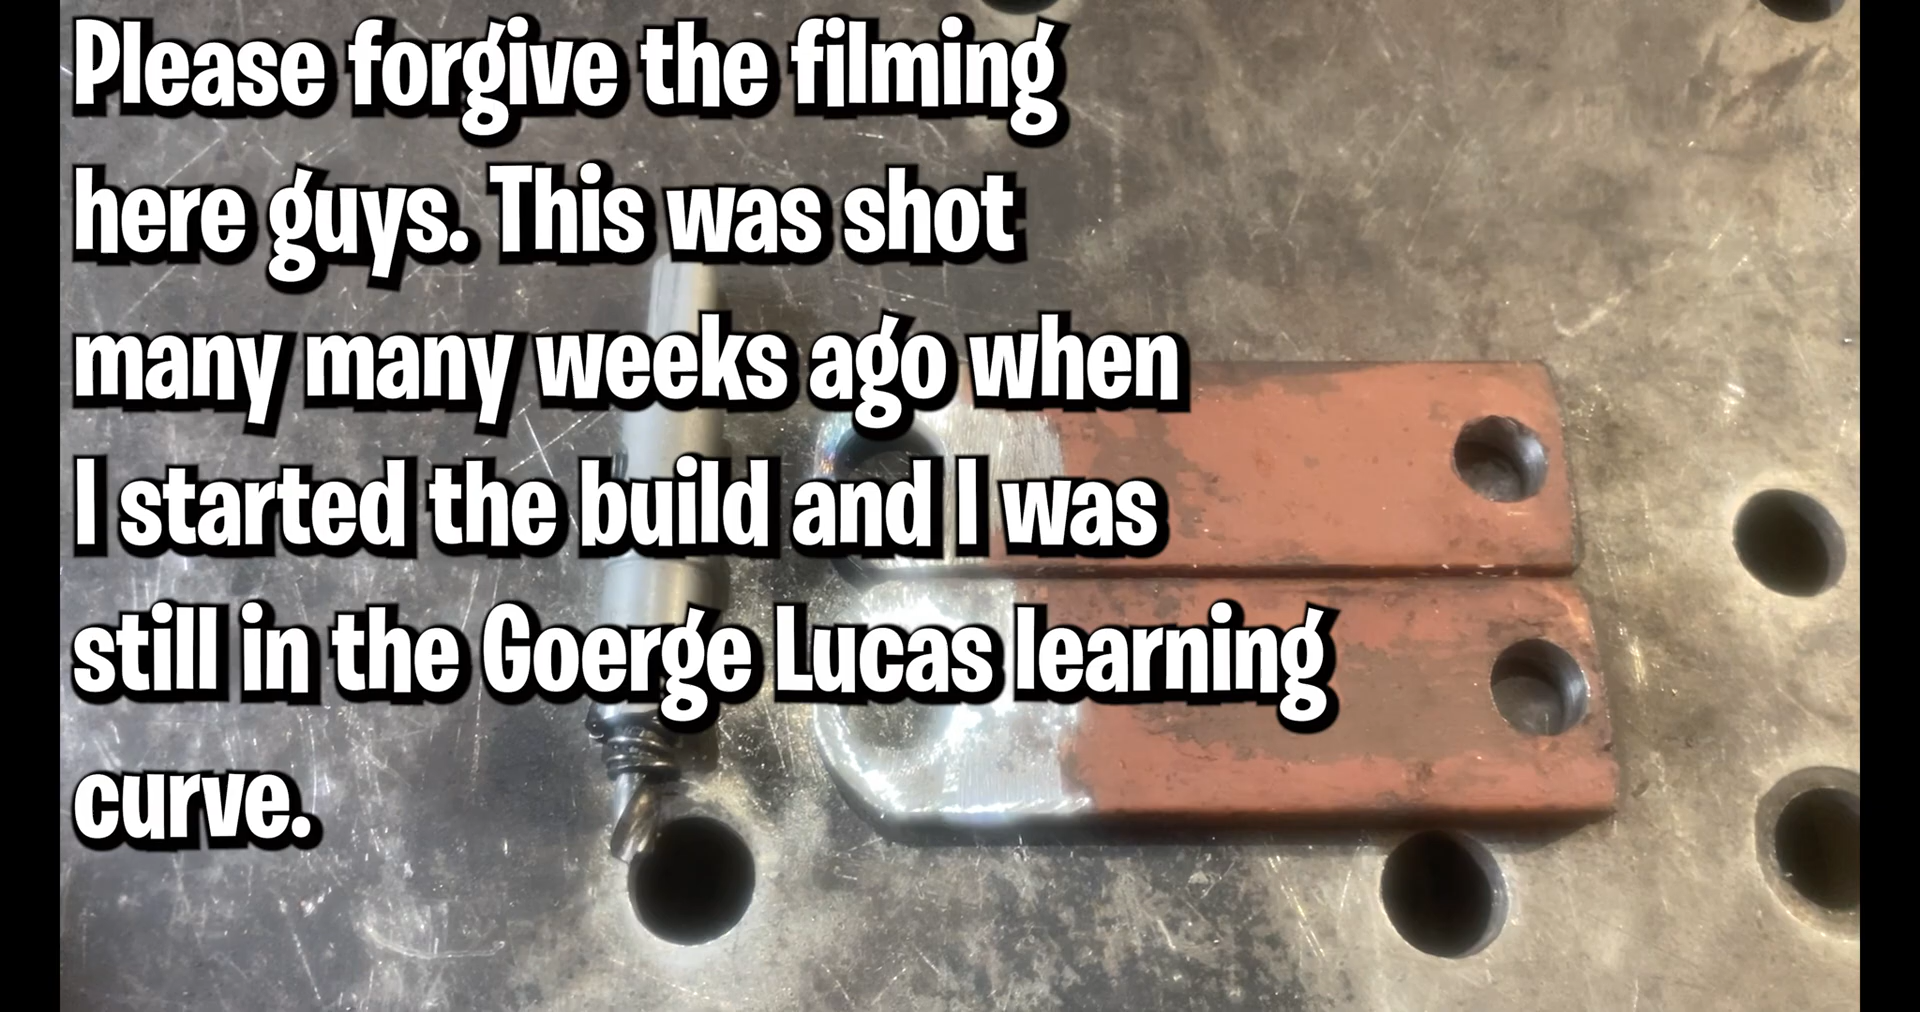 Please forgive the filming
here guys. This was shot
many many weeks ago when
I started the build and I was
still in the Goerge Lucas learning
curve.